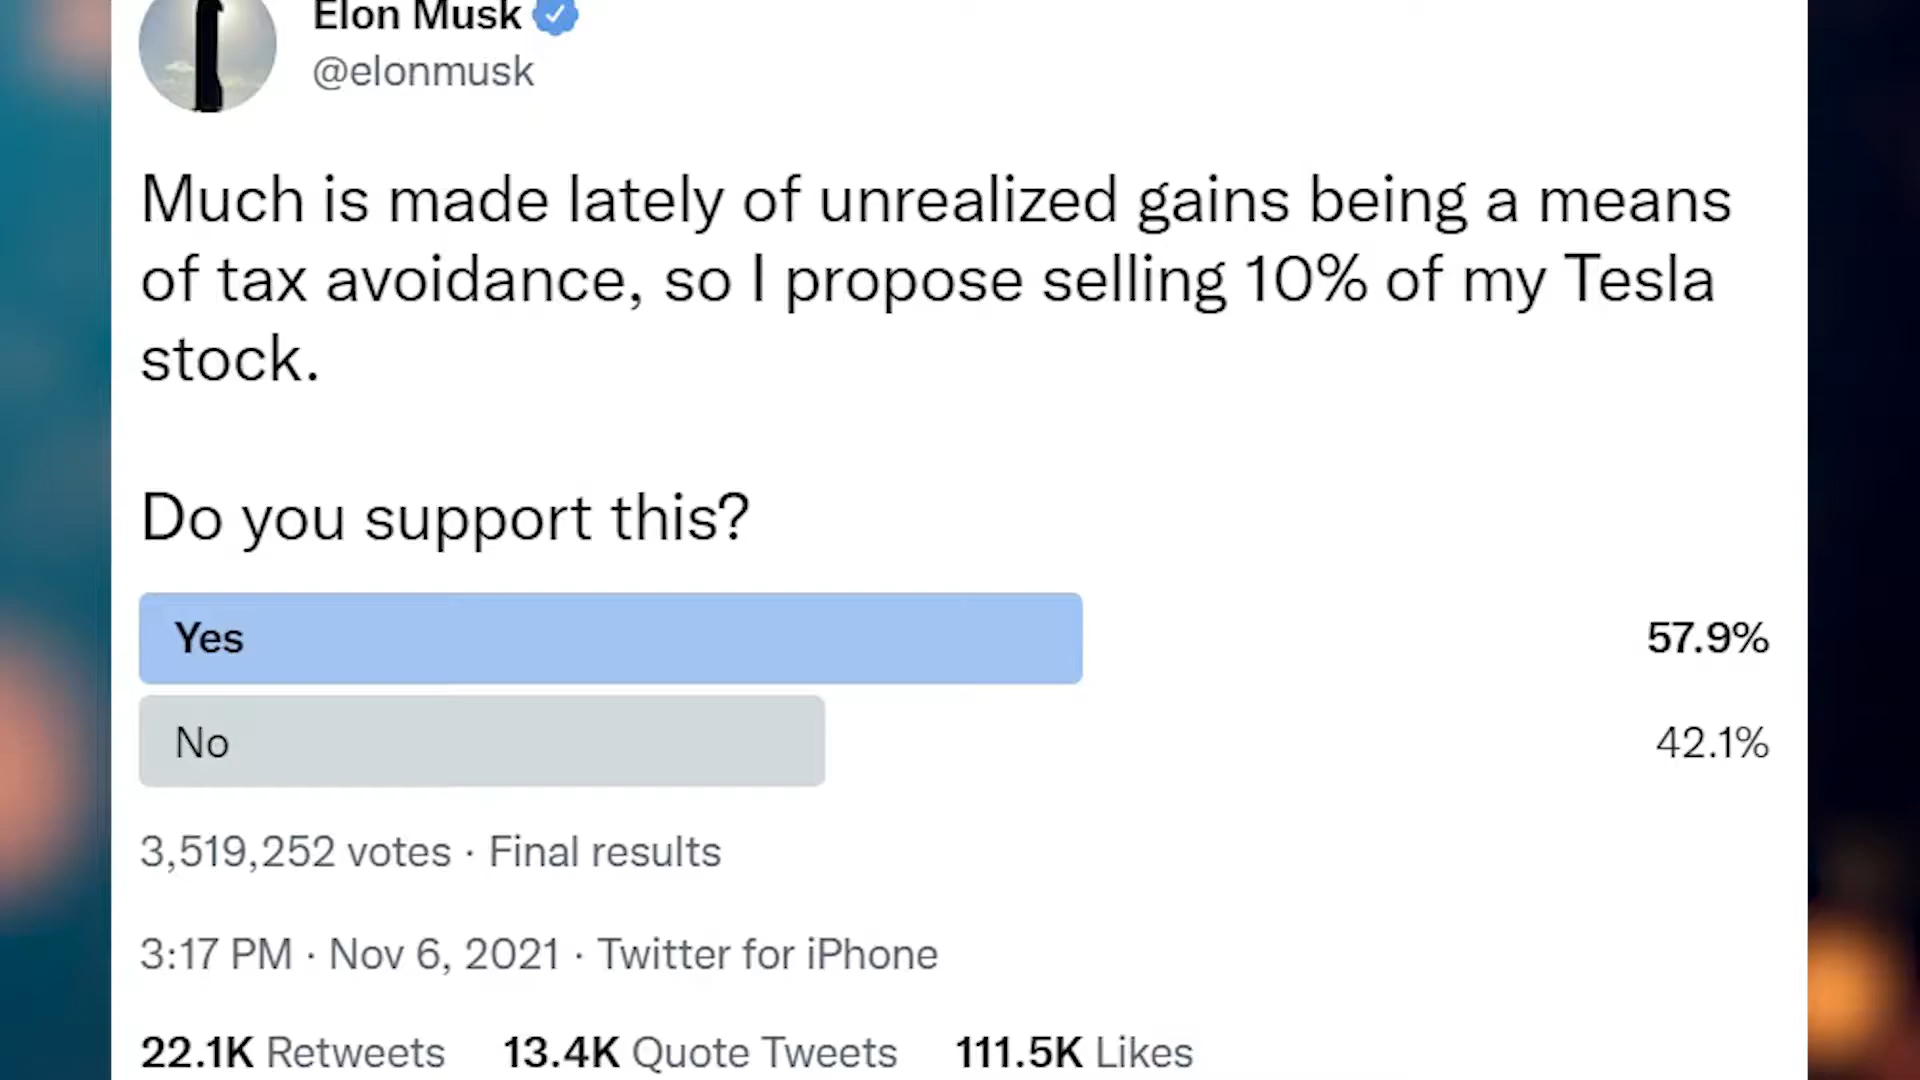 Elon Musk
@elonmusk
Much is made lately of unrealized gains being a means
of tax avoidance, so I propose selling 10% of my Tesla
stock.
Do you support this?
Yes 57.9%
No 42.1%
3,519,252 votes · Final results
3:17 PM · Nov 6, 2021 · Twitter for iPhone
22.1K Retweets 13.4K Quote Tweets 111.5K Likes